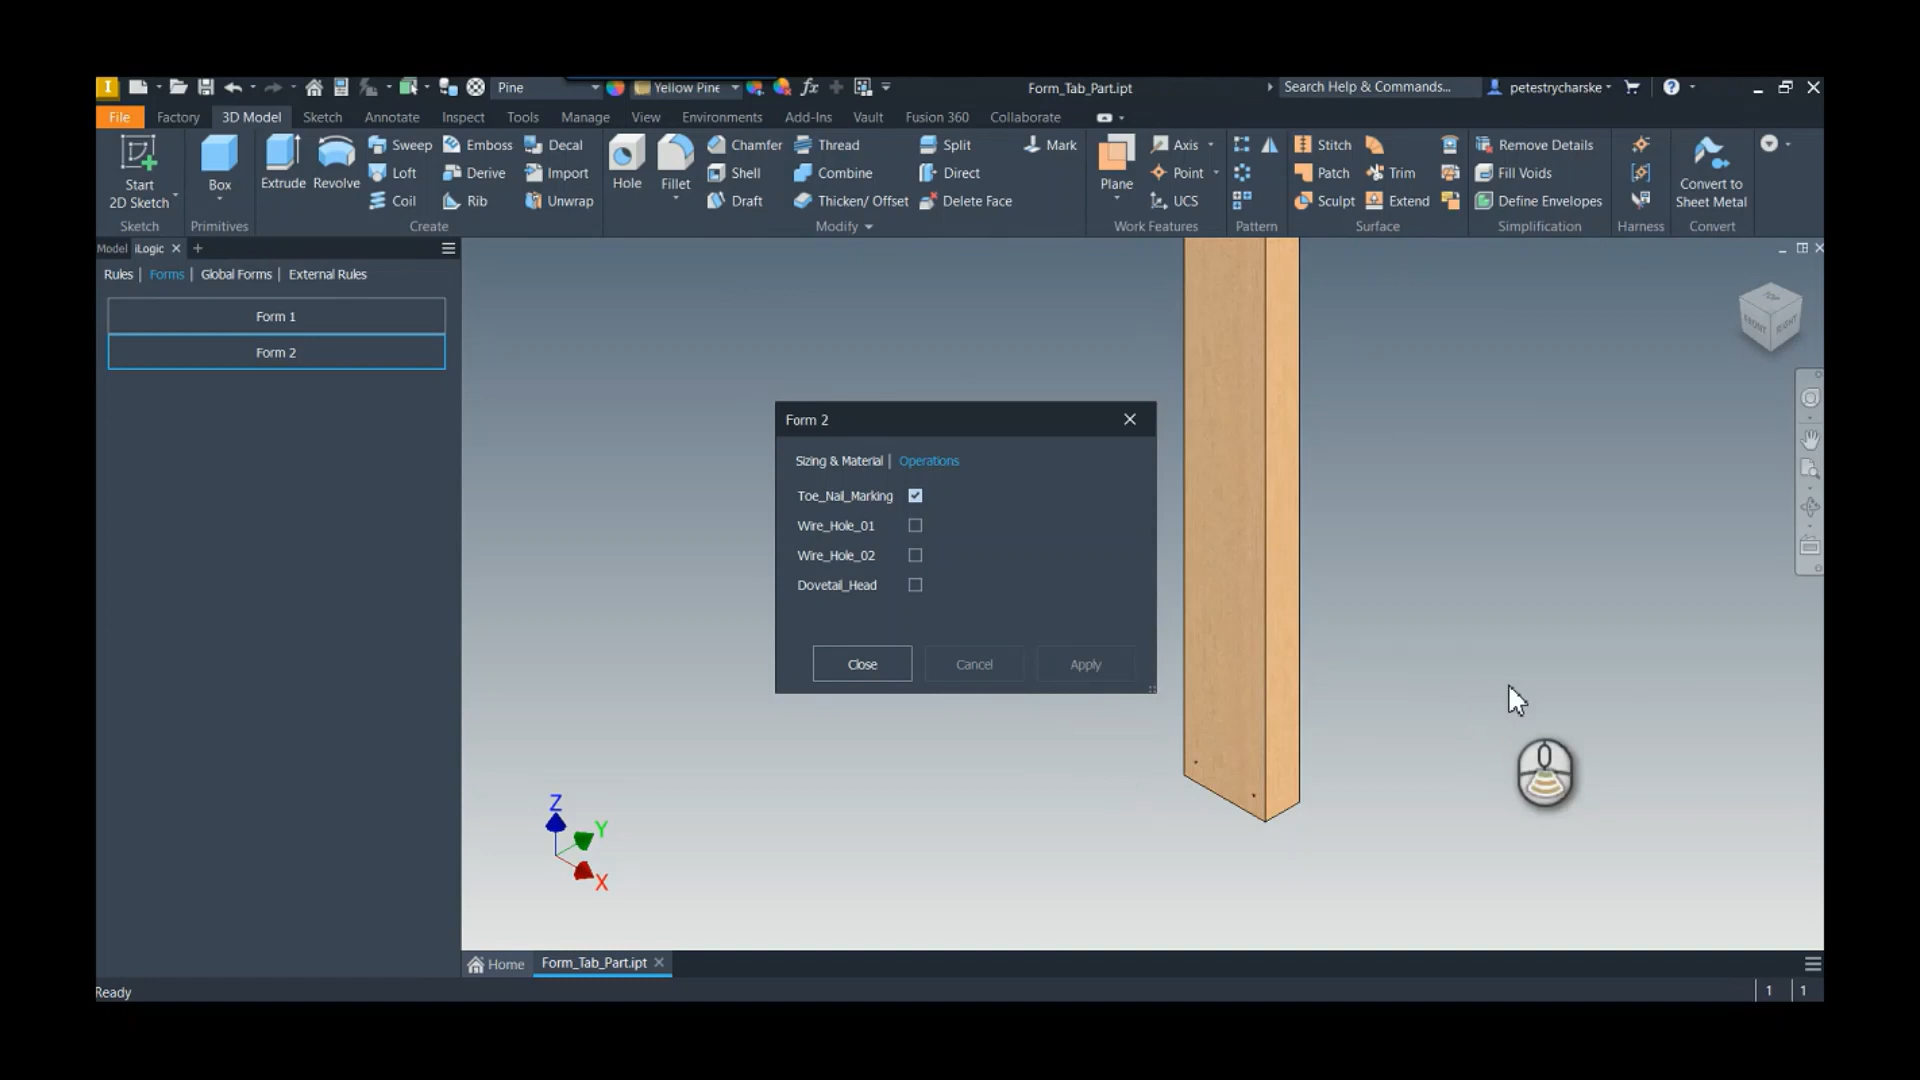 I Pine Yellow Pine fx Form_Tab_Part.ipt Search Help & Commands... petestrycharske ?
File Factory 3D Model Sketch Annotate Inspect Tools Manage View Environments Add-Ins Vault Fusion 360 Collaborate
Sweep Emboss Decal Chamfer Thread Split Mark Axis Stitch Remove Details
Loft Derive Import Shell Combine Direct Point Patch Trim Fill Voids
Start 2D Sketch Box Extrude Revolve Hole Fillet Plane Convert to Sheet Metal
Coil Rib Unwrap Draft Thicken/ Offset Delete Face UCS Sculpt Extend Define Envelopes
Sketch Primitives Create Modify Work Features Pattern Surface Simplification Harness Convert
Model iLogic × +
Rules | Forms | Global Forms | External Rules
Form 1
Form 2
TOP
FRONT RIGHT
Form 2
Sizing & Material | Operations
Toe_Nail_Marking
Wire_Hole_01
Wire_Hole_02
Dovetail_Head
Close Cancel Apply
Z
Y
X
Home Form_Tab_Part.ipt
Ready 1 1